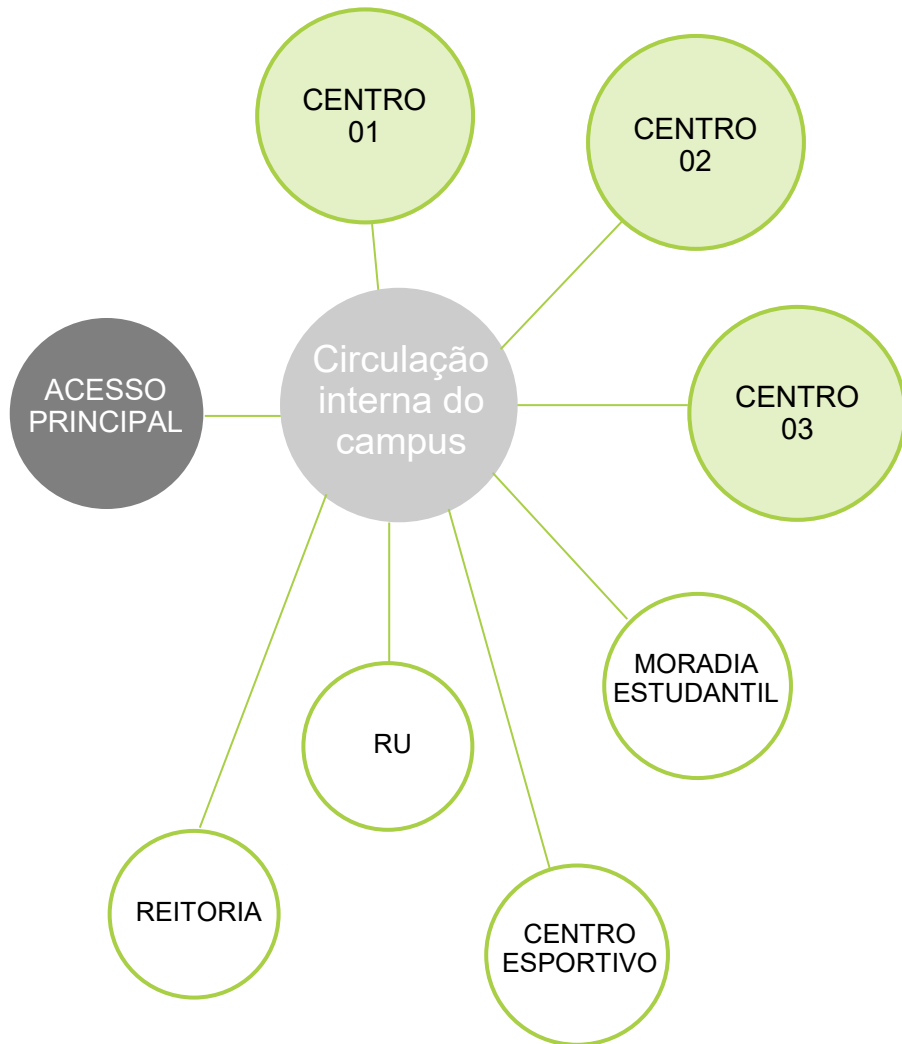 CENTRO
01
CENTRO
02
ACESSO
PRINCIPAL
Circulação
interna do
campus
CENTRO
03
MORADIA
ESTUDANTIL
RU
REITORIA
CENTRO
ESPORTIVO